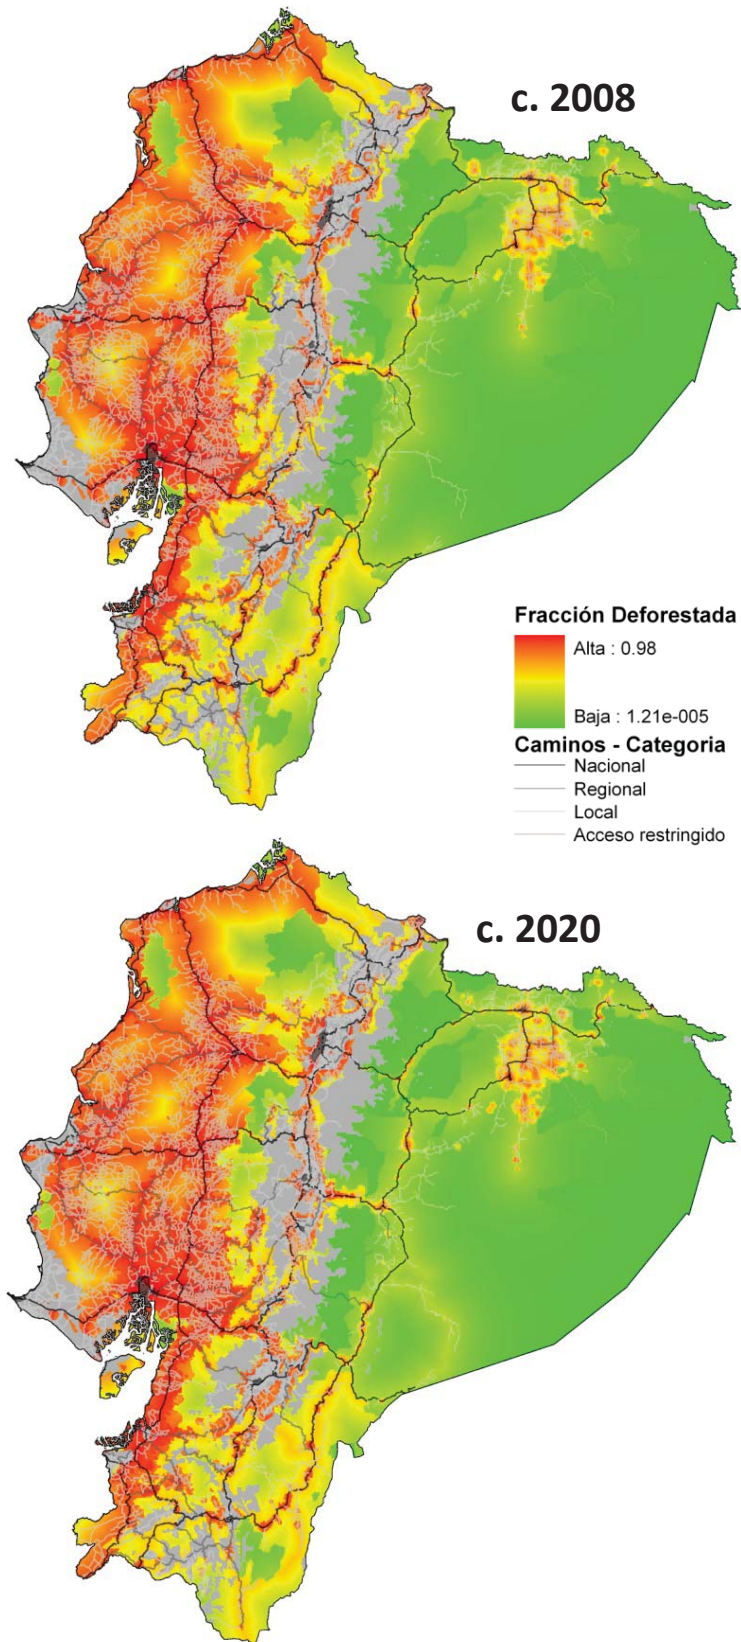 c. 2008
Fracción Deforestada
Alta : 0.98
Baja : 1.21e-005
Caminos - Categoria
Nacional
Regional
Local
Acceso restringido
c. 2020